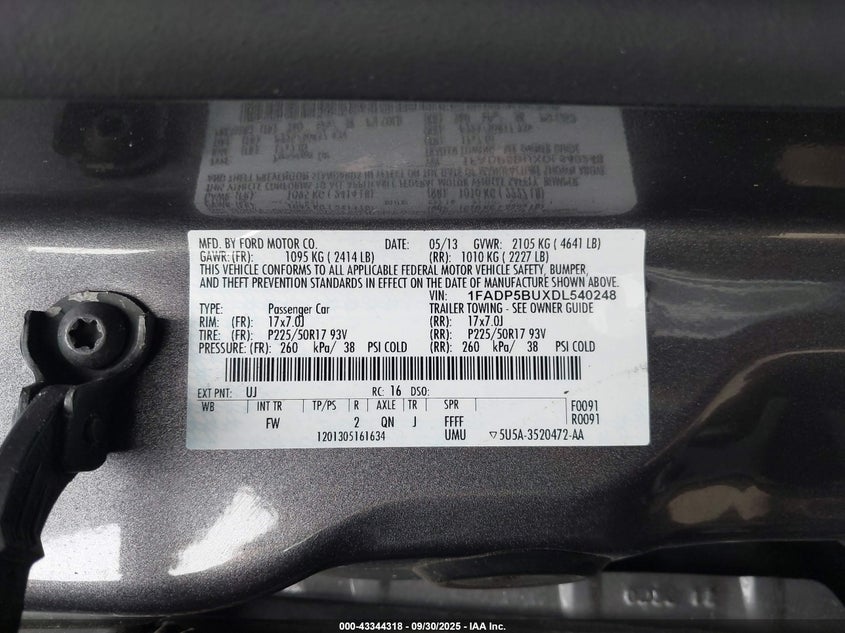 MFD. BY FORD MOTOR CO. DATE: 05/13 GVWR: 2105 KG ( 4641 LB)
GAWR: (FR): 1095 KG ( 2414 LB) (RR): 1010 KG ( 2227 LB)
THIS VEHICLE CONFORMS TO ALL APPLICABLE FEDERAL MOTOR VEHICLE SAFETY, BUMPER,
AND THEFT PREVENTION STANDARDS IN EFFECT ON THE DATE OF MANUFACTURE SHOWN ABOVE.
VIN: 1FADP5BUXDL540248
TYPE: Passenger Car TRAILER TOWING - SEE OWNER GUIDE
RIM: (FR): 17x7.0J (RR): 17x7.0J
TIRE: (FR): P225/50R17 93V (RR): P225/50R17 93V
PRESSURE: (FR): 260 kPa/ 38 PSI COLD (RR): 260 kPa/ 38 PSI COLD
EXT PNT: UJ RC: 16 DSO:
WB INT TR TP/PS R AXLE TR SPR F0091
FW 2 QN J FFFF R0091
1201305161634 UMU ▽5U5A-3520472-AA
000-43344318 - 09/30/2025 - IAA Inc.